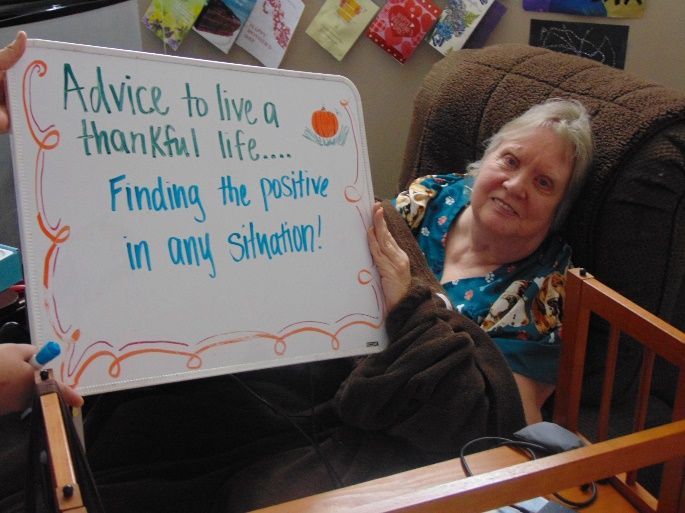 Advice to live a
thankful life....
Finding the positive
in any situation!